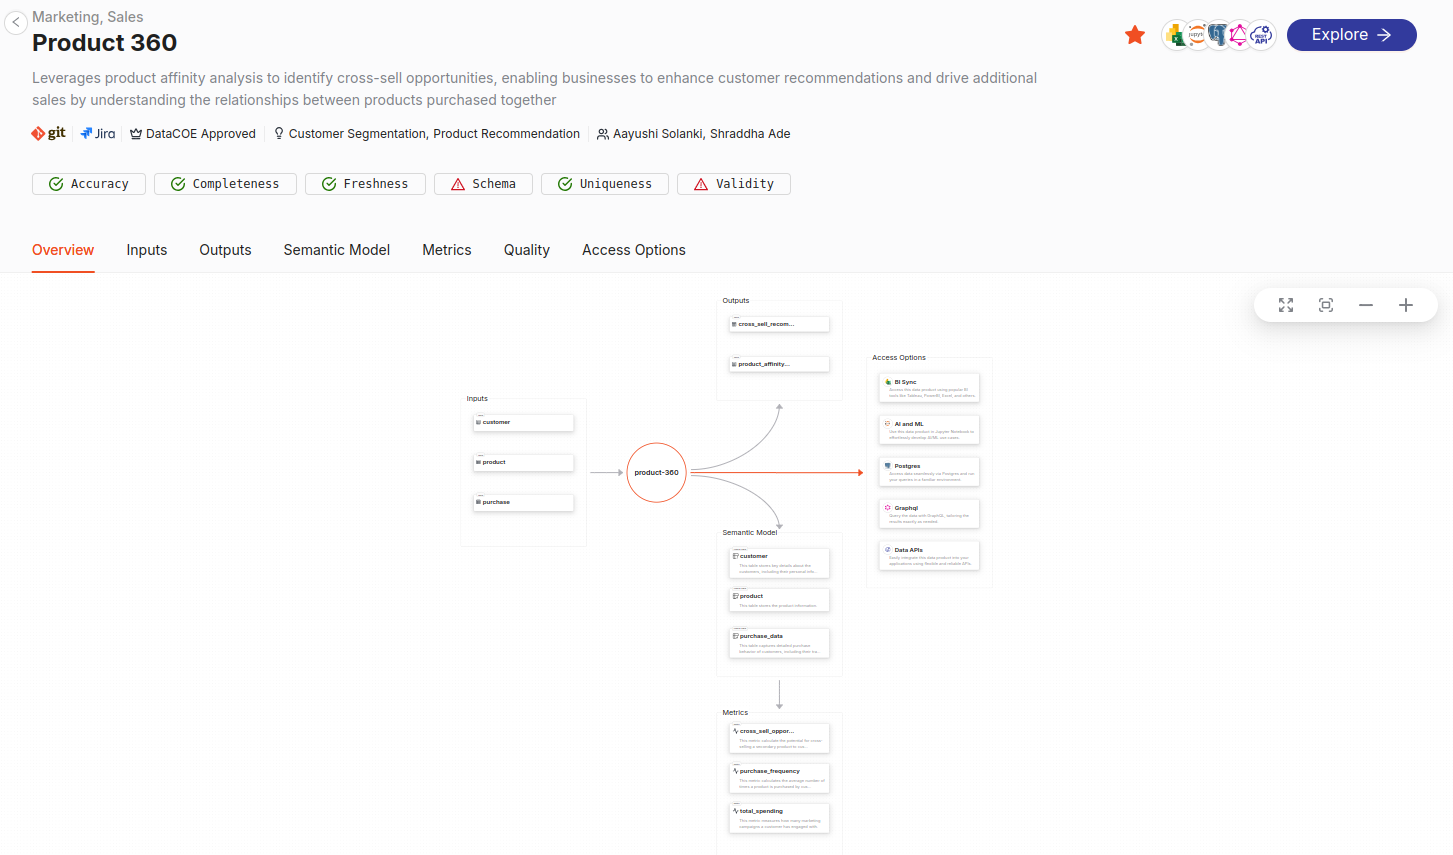 Marketing, Sales
Product 360
Explore
Leverages product affinity analysis to identify cross-sell opportunities, enabling businesses to enhance customer recommendations and drive additional
sales by understanding the relationships between products purchased together
git
Jira
DataCOE Approved
Customer Segmentation, Product Recommendation
Aayushi Solanki, Shraddha Ade
Accuracy
Completeness
Freshness
Schema
Uniqueness
Validity
Overview
Inputs
Outputs
Semantic Model
Metrics
Quality
Access Options
Inputs
customer
product
purchase
product-360
Outputs
cross_sell_recom...
product_affinity...
Access Options
BI Sync
Access the data product using popular BI
tools like Tableau, PowerBI, Excel, and others.
AI and ML
Use this data product in Jupyter Notebook to
effortlessly develop AI/ML use cases.
Postgres
Access data seamlessly via Postgres and run
your queries in a familiar environment.
Graphql
Query the data with GraphQL, tailoring the
results exactly as needed.
Data APIs
Easily integrate this data product into your
applications using flexible and reliable APIs.
Semantic Model
customer
This table stores key details about the
customers, including their personal info...
product
This table stores the product information.
purchase_data
This table captures detailed purchase
behavior of customers, including their tra...
Metrics
cross_sell_oppor...
This metric calculates the potential for cross-
selling a secondary product to cus...
purchase_frequency
This metric calculates the average number of
times a product is purchased by cus...
total_spending
This metric measures how many marketing
campaigns a customer has engaged with.